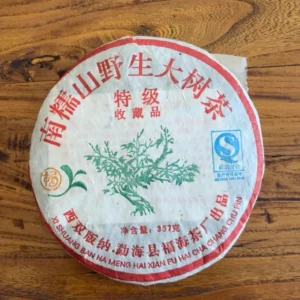 南糯山野生大树茶
特级
收藏品
净含量：357克
西双版纳.勐海县福海茶厂出品
XI SHUANG BAN NA MENG HAI XIAN FU HAI CHA CHANG CHU PIN